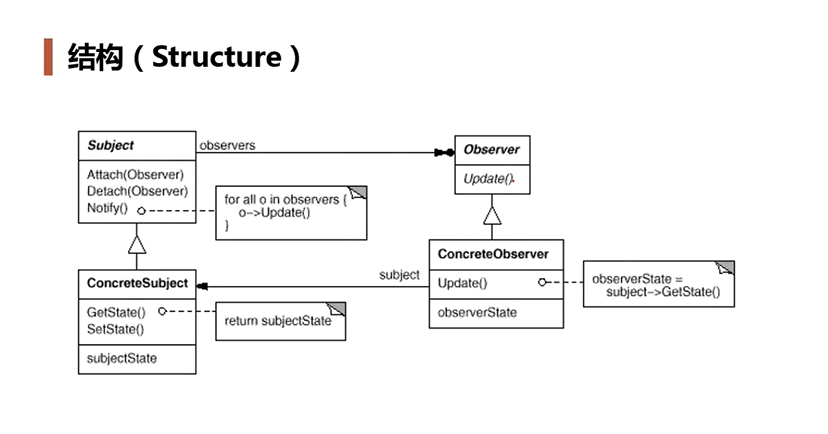 结构（Structure）
Subject
Attach(Observer)
Detach(Observer)
Notify()
observers
Observer
Update()
for all o in observers {
o->Update()
}
ConcreteSubject
GetState()
SetState()
subjectState
return subjectState
subject
ConcreteObserver
Update()
observerState
observerState =
subject->GetState()